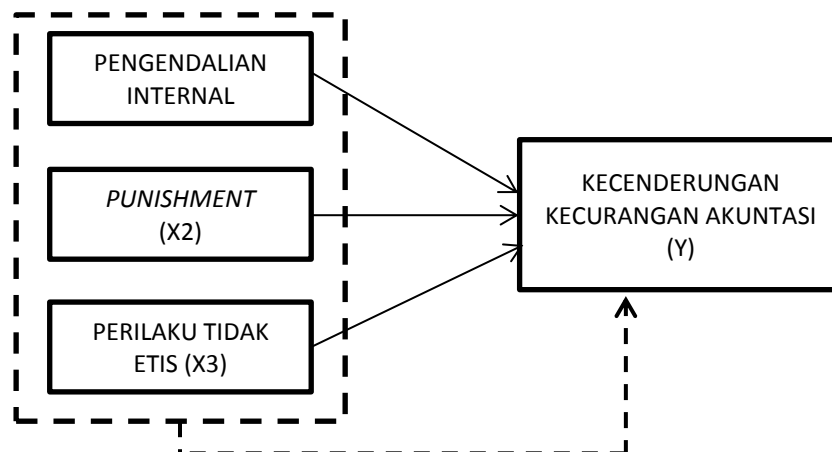 PENGENDALIAN
INTERNAL
PUNISHMENT
(X2)
PERILAKU TIDAK
ETIS (X3)
KECENDERUNGAN
KECURANGAN AKUNTASI
(Y)